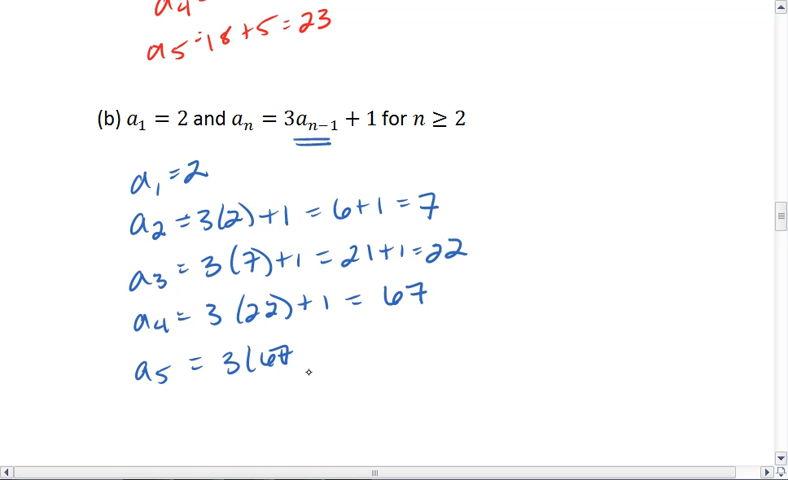 a₄ =
a₅ = 18 + 5 = 23
(b) a₁ = 2 and aₙ = 3aₙ₋₁ + 1 for n ≥ 2
a₁ = 2
a₂ = 3(2) + 1 = 6 + 1 = 7
a₃ = 3(7) + 1 = 21 + 1 = 22
a₄ = 3(22) + 1 = 67
a₅ = 3(67